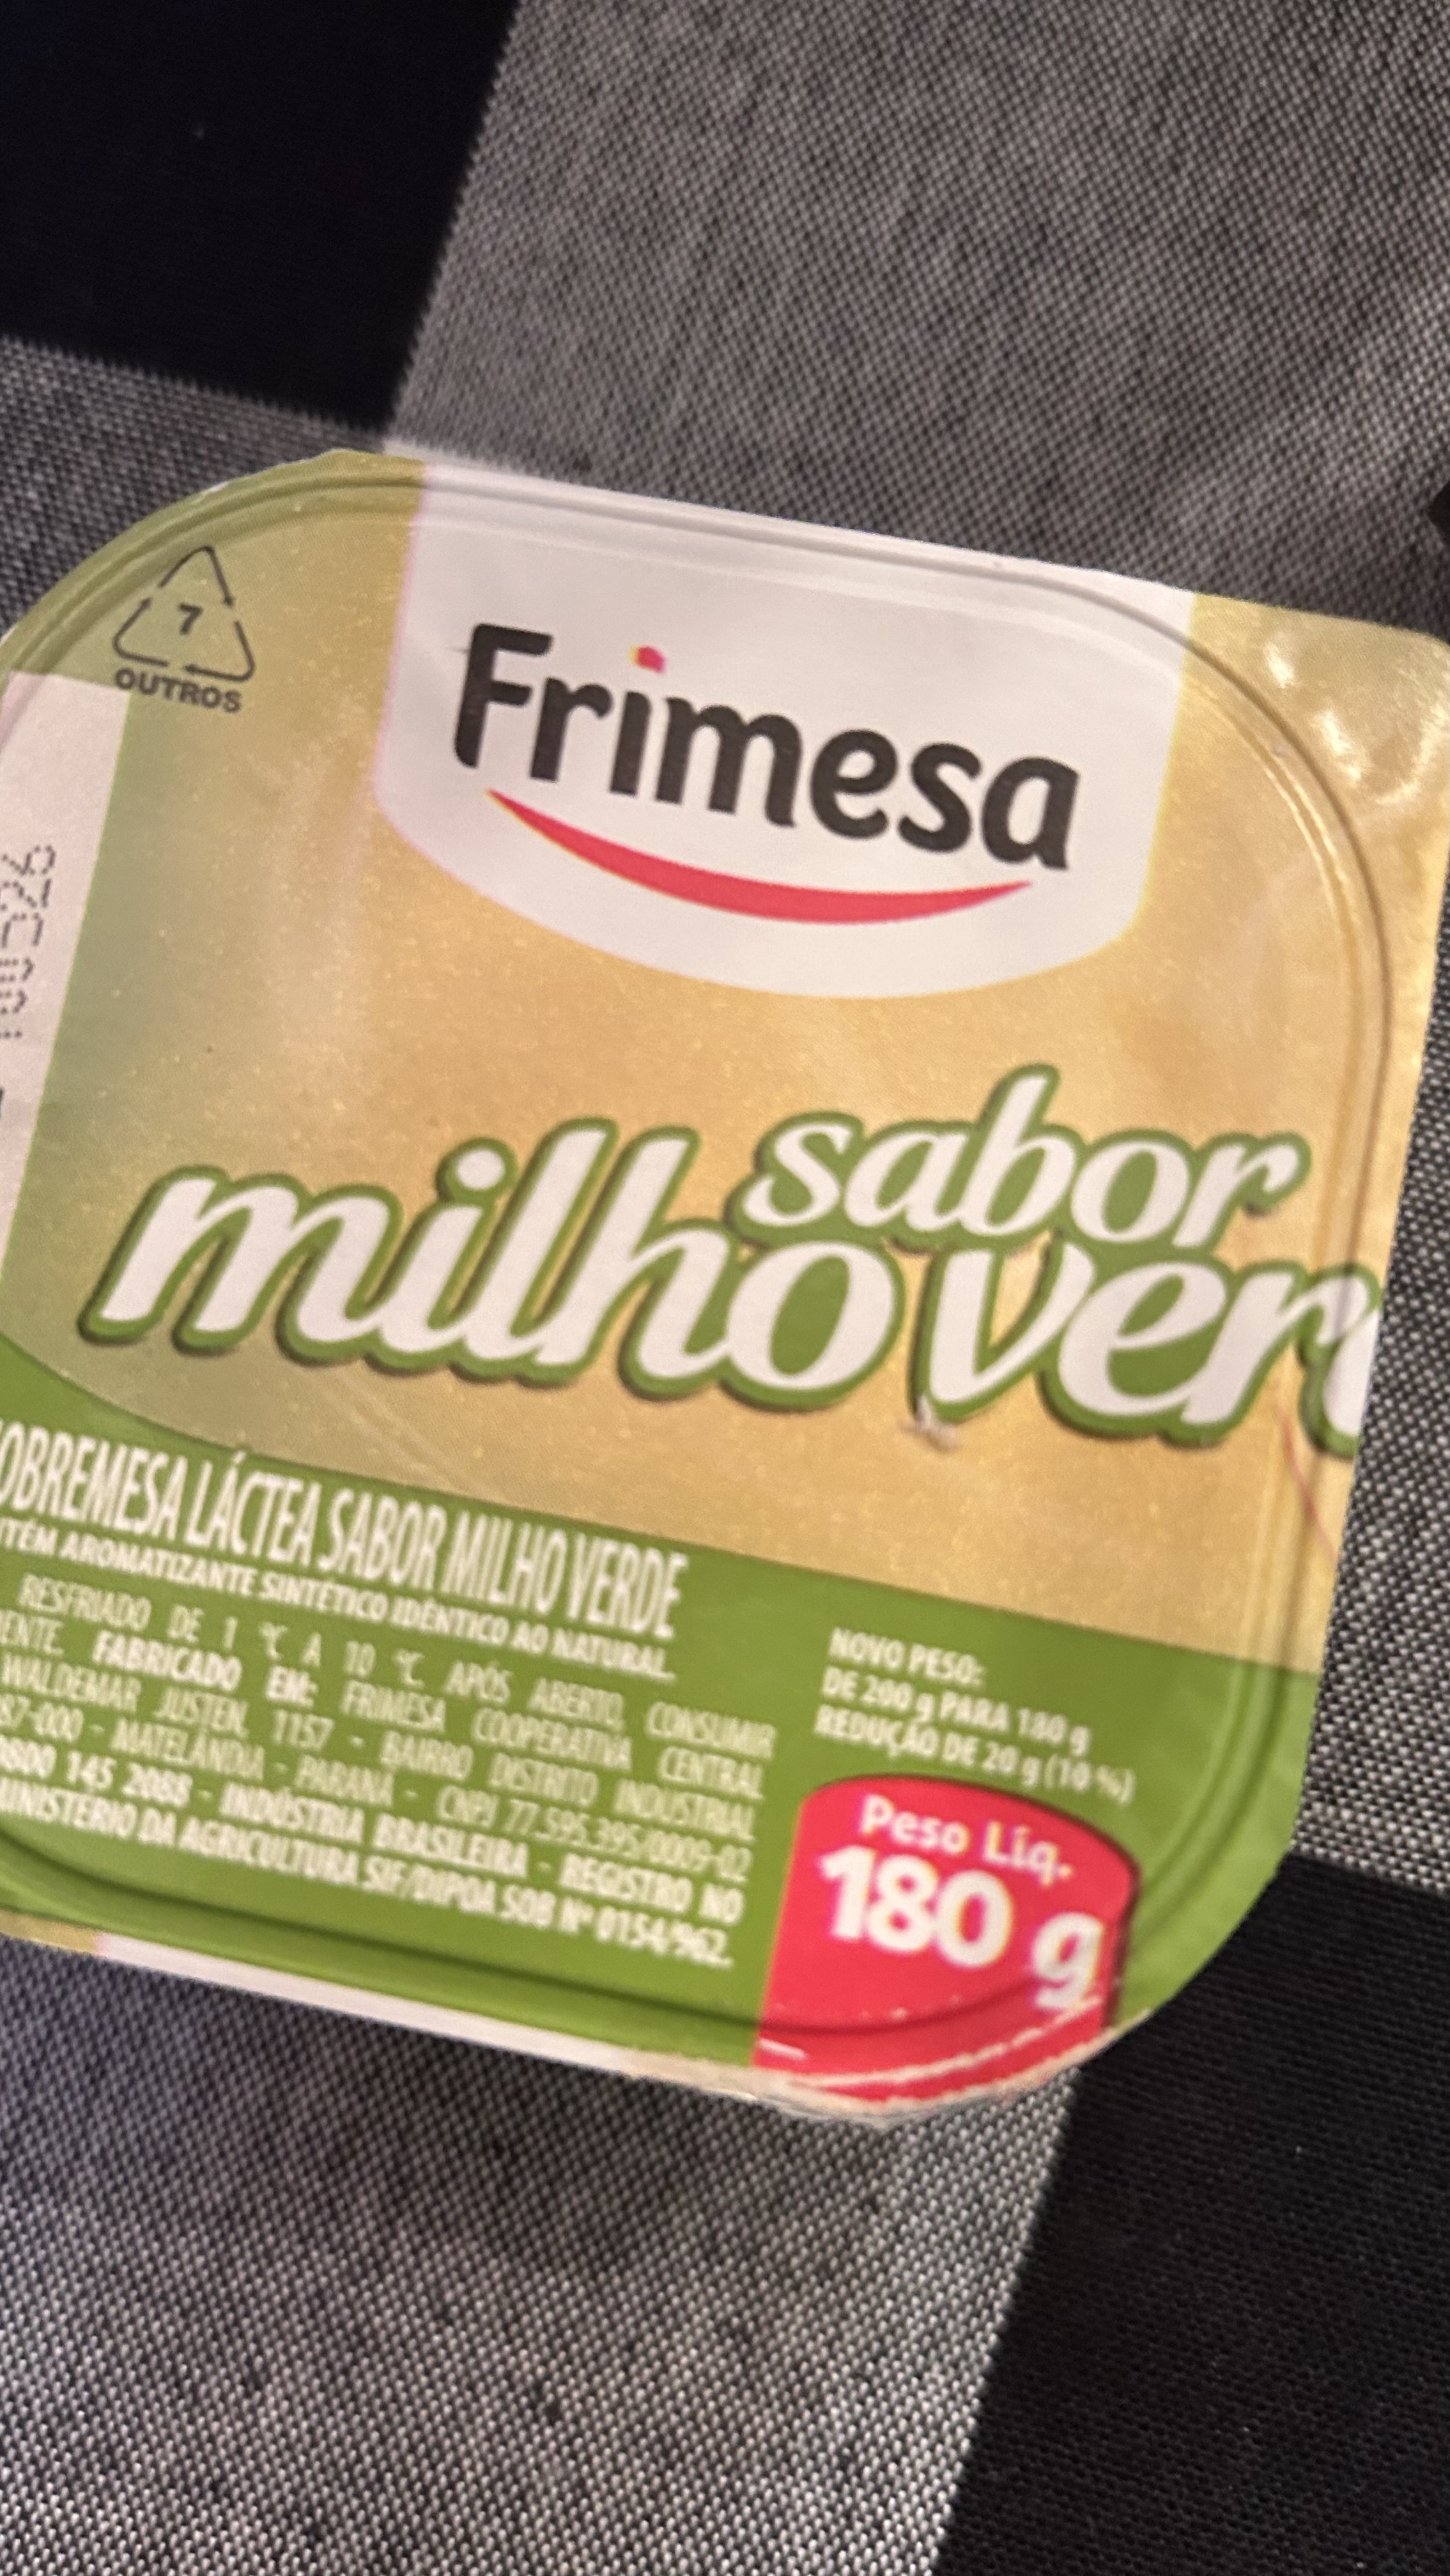 7
OUTROS
Frimesa
sabor
milho ver
OBREMESA LÁCTEA SABOR MILHO VERDE
TÉM AROMATIZANTE SINTÉTICO IDÊNTICO AO NATURAL.
RESFRIADO DE 1 °C A 10 °C. APÓS ABERTO, CONSUMIR
ENTE. FABRICADO EM: FRIMESA COOPERATIVA CENTRAL
WALDEMAR JUSTEN, 1157 - BAIRRO DISTRITO INDUSTRIAL
87-000 - MATELÂNDIA - PARANÁ - CNPJ 77.595.395/0009-02
800 145 2088 - INDÚSTRIA BRASILEIRA - REGISTRO NO
MINISTÉRIO DA AGRICULTURA SIF/DIPOA SOB Nº 0154/962.
NOVO PESO:
DE 200 g PARA 180 g
REDUÇÃO DE 20 g (10 %)
Peso Líq.
180 g